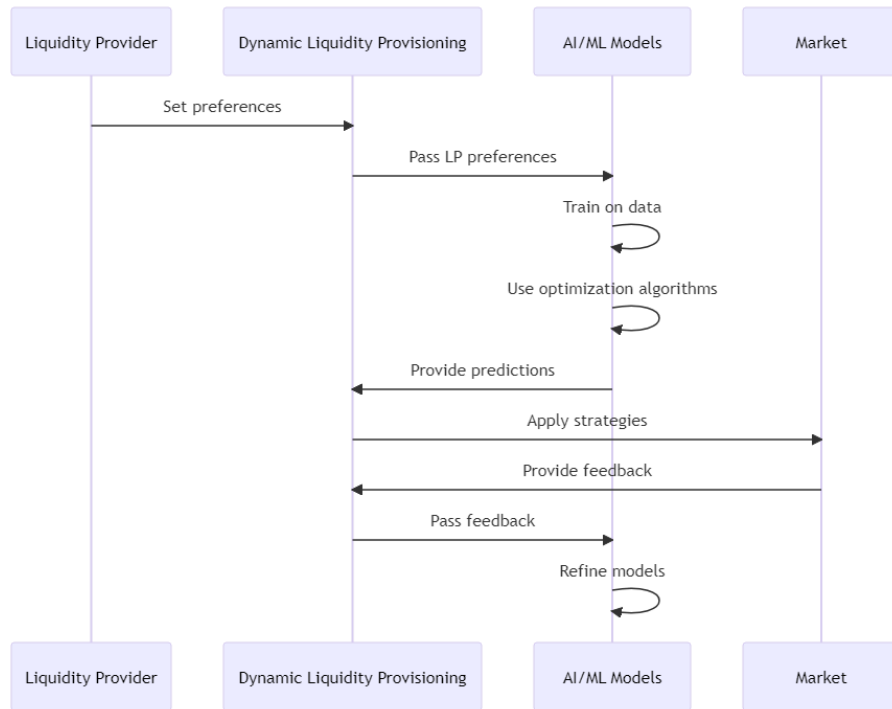 Liquidity Provider
Dynamic Liquidity Provisioning
AI/ML Models
Market
Set preferences
Pass LP preferences
Train on data
Use optimization algorithms
Provide predictions
Apply strategies
Provide feedback
Pass feedback
Refine models
Liquidity Provider
Dynamic Liquidity Provisioning
AI/ML Models
Market